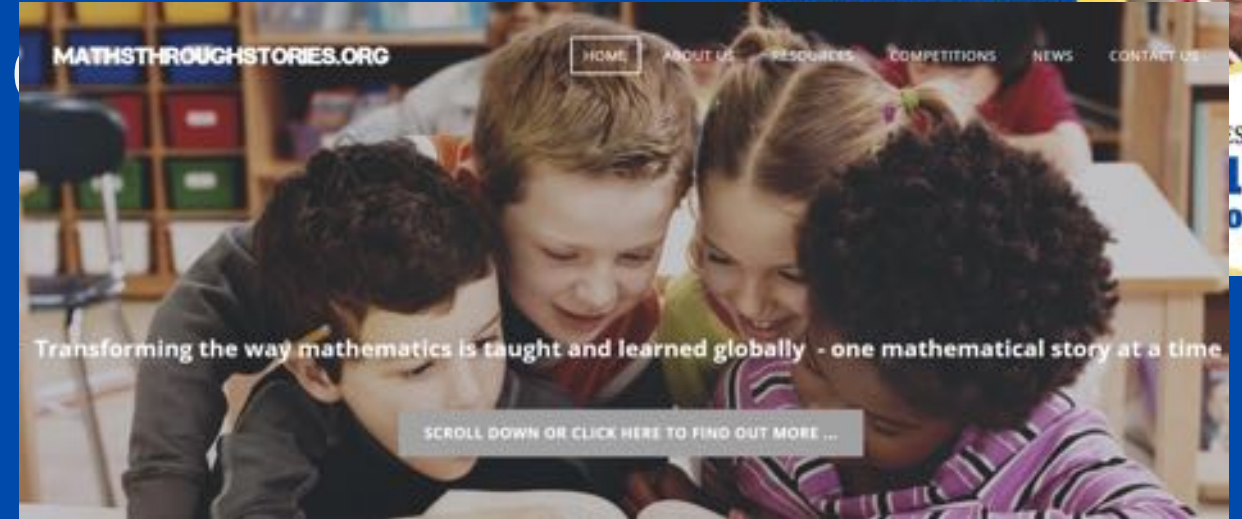 MATHSTHROUGHSTORIES.ORG
HOME ABOUT US RESOURCES COMPETITIONS NEWS CONTACT US
Transforming the way mathematics is taught and learned globally - one mathematical story at a time
SCROLL DOWN OR CLICK HERE TO FIND OUT MORE ...